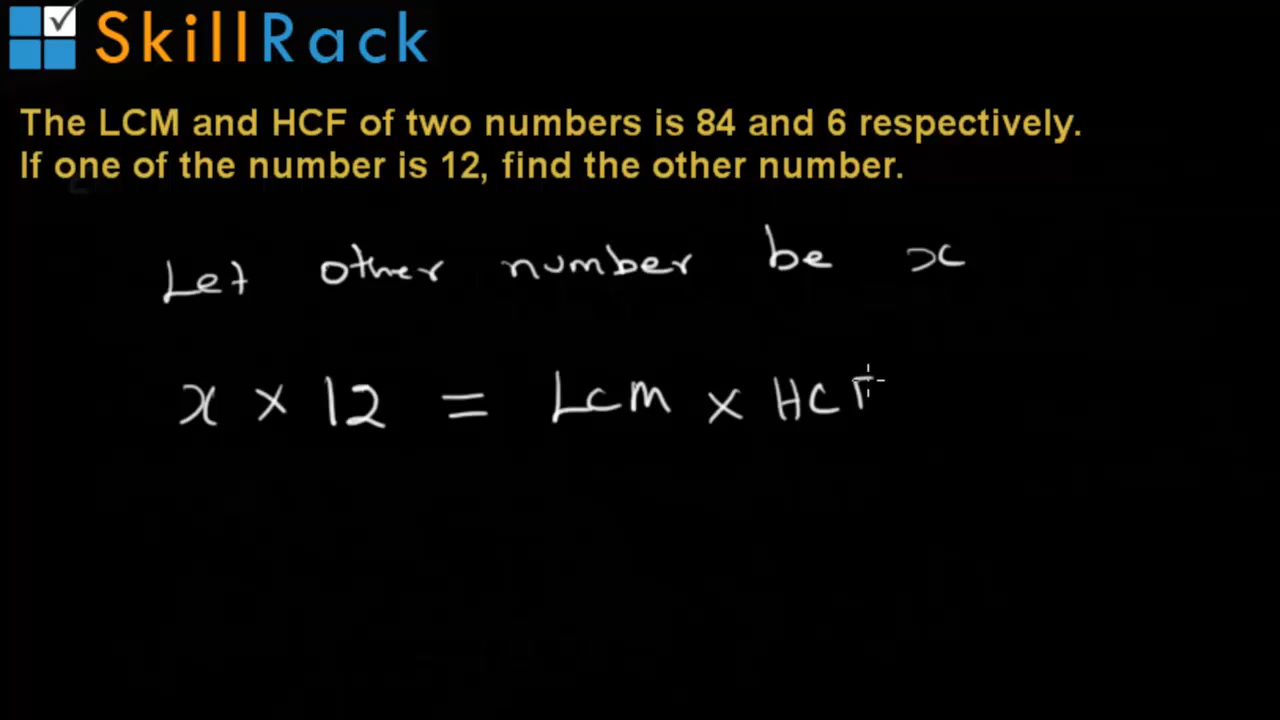 SkillRack
The LCM and HCF of two numbers is 84 and 6 respectively.
If one of the number is 12, find the other number.
Let other number be x
x × 12 = LCM × HCF